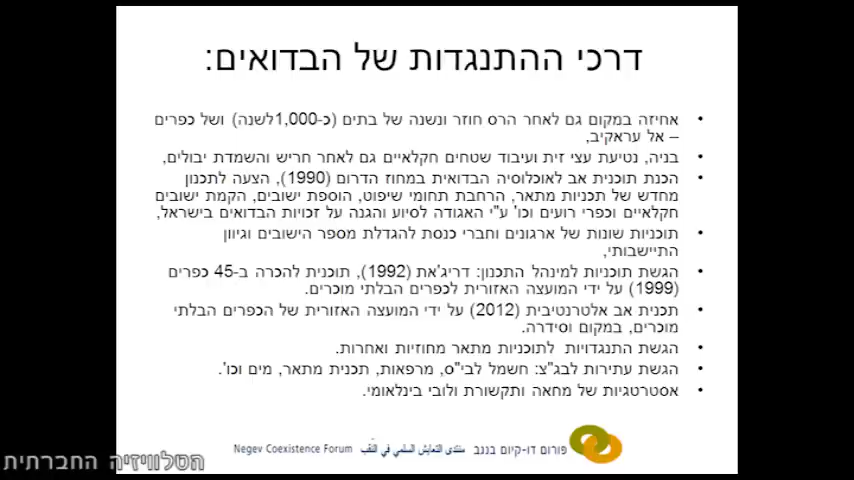 דרכי ההתנגדות של הבדואים:
• אחיזה במקום גם לאחר הרס חוזר ונשנה של בתים (כ-1,000לשנה) ושל כפרים
– אל עראקיב,
• בניה, נטיעת עצי זית ועיבוד שטחים חקלאיים גם לאחר חריש והשמדת יבולים,
• הכנת תוכנית אב לאוכלוסיה הבדואית במחוז הדרום (1990), הצעה לתכנון
מחדש של תכניות מתאר, הרחבת תחומי שיפוט, הוספת ישובים, הקמת ישובים
חקלאיים וכפרי רועים וכו' ע"י האגודה לסיוע והגנה על זכויות הבדואים בישראל,
• תוכניות שונות של ארגונים וחברי כנסת להגדלת מספר הישובים וגיוון
התיישבותי,
• הגשת תוכניות למינהל התכנון: דריג'את (1992), תוכנית להכרה ב-45 כפרים
(1999) על ידי המועצה האזורית לכפרים הבלתי מוכרים.
• תכנית אב אלטרנטיבית (2012) על ידי המועצה האזורית של הכפרים הבלתי
מוכרים, במקום וסידרה.
• הגשת התנגדויות לתוכניות מתאר מחוזיות ואחרות.
• הגשת עתירות לבג"צ: חשמל לבי"ס, מרפאות, תכנית מתאר, מים וכו'.
• אסטרטגיות של מחאה ותקשורת ולובי בינלאומי.
פורום דו-קיום בנגב منتدى التعايش السلمي في النقب Negev Coexistence Forum
הטלוויזיה החברתית